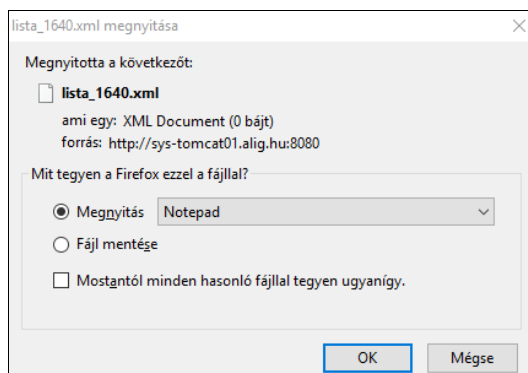 lista_1640.xml megnyitása
Megnyitotta a következőt:
lista_1640.xml
ami egy: XML Document (0 bájt)
forrás: http://sys-tomcat01.alig.hu:8080
Mit tegyen a Firefox ezzel a fájllal?
Megnyitás Notepad
Fájl mentése
Mostantól minden hasonló fájllal tegyen ugyanígy.
OK Mégse